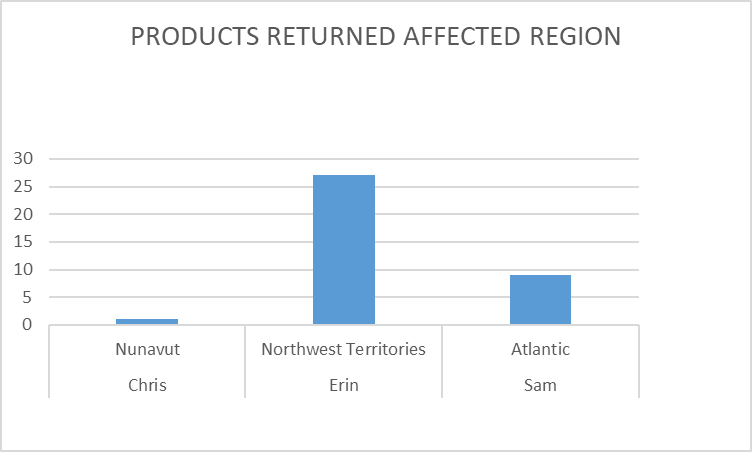 PRODUCTS RETURNED AFFECTED REGION
30
25
20
15
10
5
0
Nunavut Northwest Territories Atlantic
Chris Erin Sam